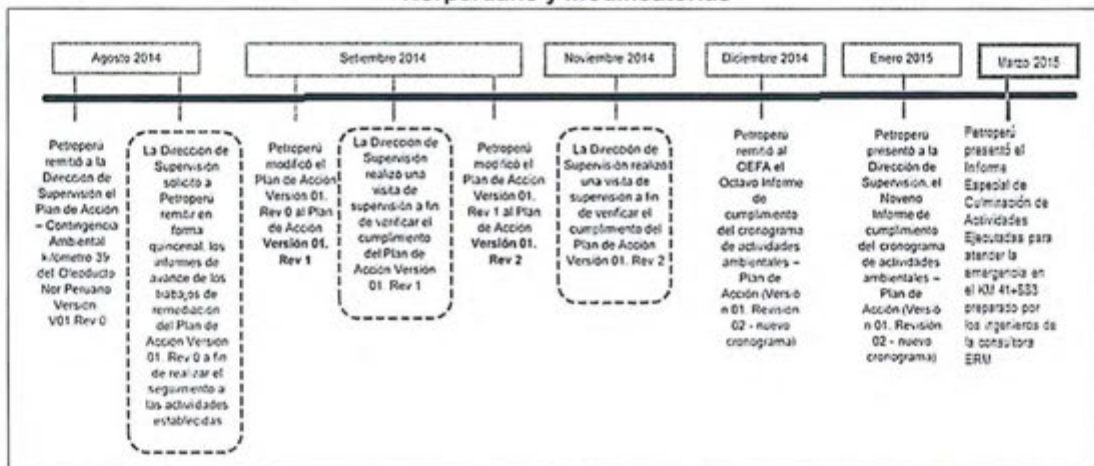 Norperuano y Modificatorias
Agosto 2014
Setiembre 2014
Noviembre 2014
Diciembre 2014
Enero 2015
Marzo 2015
Petroperú
remitió a la
Dirección de
Supervisión el
Plan de Acción
– Contingencia
Ambiental
kilómetro 39
del Oleoducto
Nor Peruano
Version
V01 Rev 0
La Dirección de
Supervisión
solicitó a
Petroperú
remitir en
forma
quincenal, los
informes de
avance de los
trabajos de
remediación
del Plan de
Acción Versión
01. Rev 0 a fin
de realizar el
seguimiento a
las actividades
establecidas
Petroperú
modificó el
Plan de Acción
Versión 01.
Rev 0 al Plan
de Acción
Versión 01.
Rev 1
La Dirección de
Supervisión
realizó una
visita de
supervisión a fin
de verificar el
cumplimiento
del Plan de
Acción Versión
01. Rev 1
Petroperú
modificó el
Plan de Acción
Versión 01.
Rev 1 al Plan
de Acción
Versión 01.
Rev 2
La Dirección de
Supervisión realizó
una visita de
supervisión a fin
de verificar el
cumplimiento del
Plan de Acción
Versión 01. Rev 2
Petroperú
remitió al
OEFA el
Octavo Informe
de
cumplimiento
del cronograma
de actividades
ambientales –
Plan de
Acción (Versió
n 01. Revisión
02 - nuevo
cronograma)
Petroperú
presentó a la
Dirección de
Supervisión, el
Noveno
Informe de
cumplimiento
del cronograma
de actividades
ambientales –
Plan de
Acción (Versió
n 01. Revisión
02 - nuevo
cronograma)
Petroperú
presentó el
Informe
Especial de
Culminación de
Actividades
Ejecutadas para
atender la
emergencia en
el KM 41+833
preparado por
los ingenieros de
la consultora
ERM